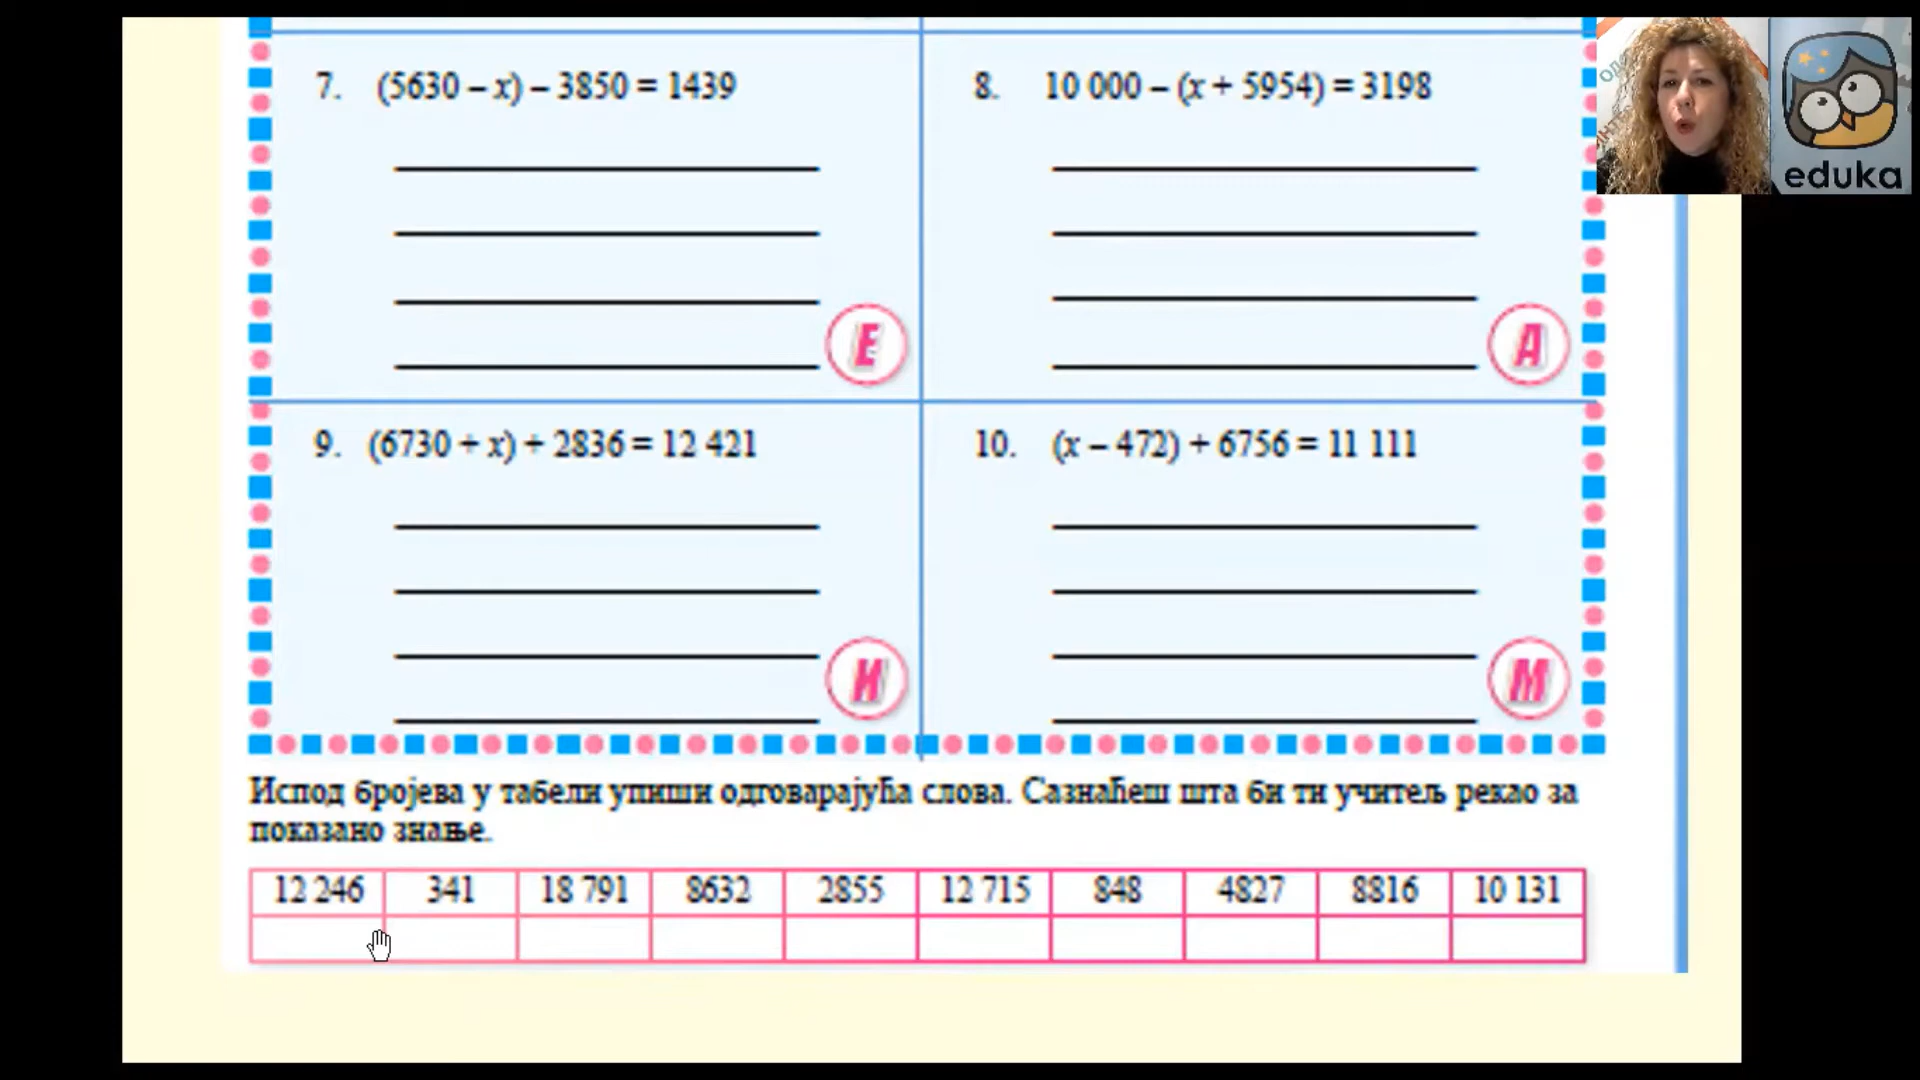 7. (5630 – x) – 3850 = 1439
8. 10 000 – (x + 5954) = 3198
Е
А
9. (6730 + x) + 2836 = 12 421
10. (x – 472) + 6756 = 11 111
И
М
Испод бројева у табели упиши одговарајућа слова. Сазнаћеш шта би ти учитељ рекао за
показано знање.
12 246 341 18 791 8632 2855 12 715 848 4827 8816 10 131
eduka